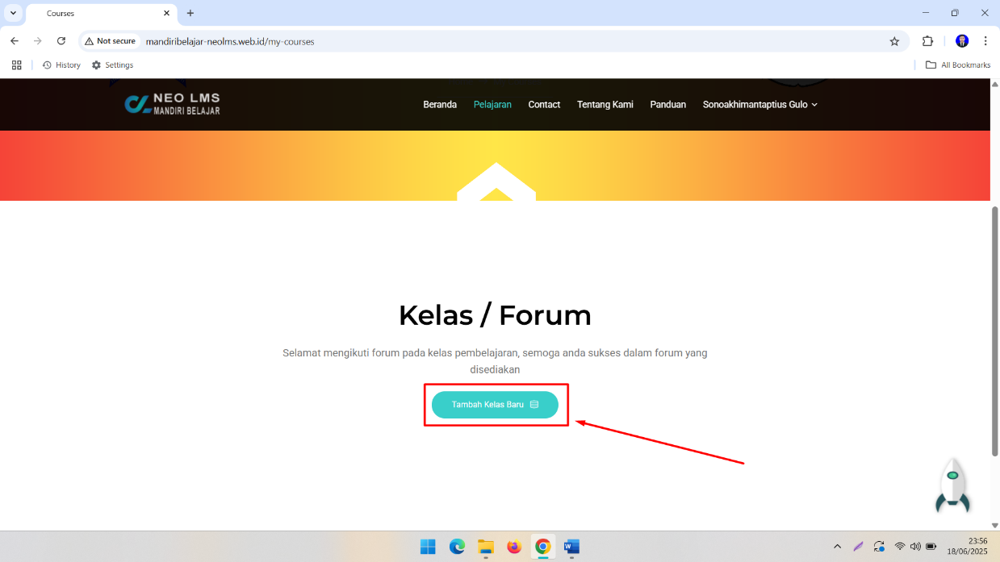 Courses
Not secure
mandiribelajar-neolms.web.id/my-courses
History
Settings
All Bookmarks
NEO LMS
MANDIRI BELAJAR
Beranda
Pelajaran
Contact
Tentang Kami
Panduan
Sonoakhimantaptius Gulo
Kelas / Forum
Selamat mengikuti forum pada kelas pembelajaran, semoga anda sukses dalam forum yang
disediakan
Tambah Kelas Baru
23:56
18/06/2025